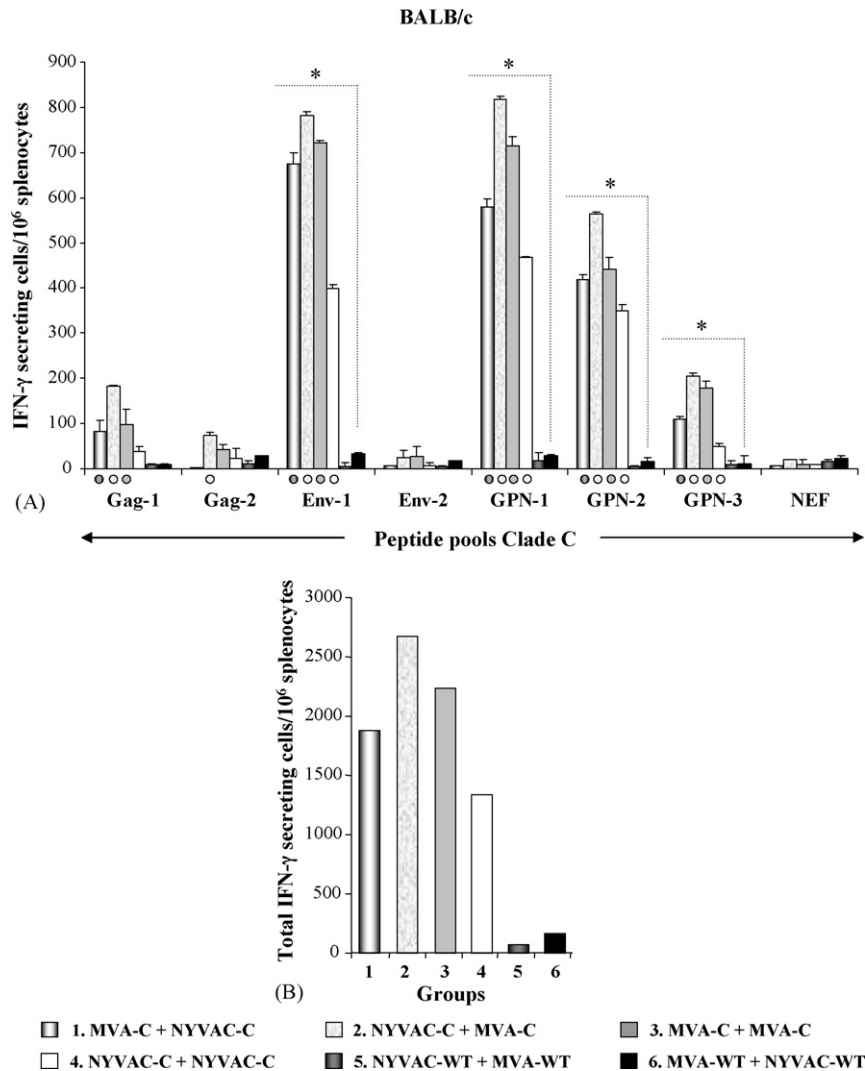 BALB/c
IFN-γ secreting cells/10⁶ splenocytes
900
800
700
600
500
400
300
200
100
0
*
*
*
*
(A)
Gag-1 Gag-2 Env-1 Env-2 GPN-1 GPN-2 GPN-3 NEF
Peptide pools Clade C
Total IFN-γ secreting cells/10⁶ splenocytes
3000
2500
2000
1500
1000
500
0
1 2 3 4 5 6
(B)
Groups
1. MVA-C + NYVAC-C 2. NYVAC-C + MVA-C 3. MVA-C + MVA-C
4. NYVAC-C + NYVAC-C 5. NYVAC-WT + MVA-WT 6. MVA-WT + NYVAC-WT